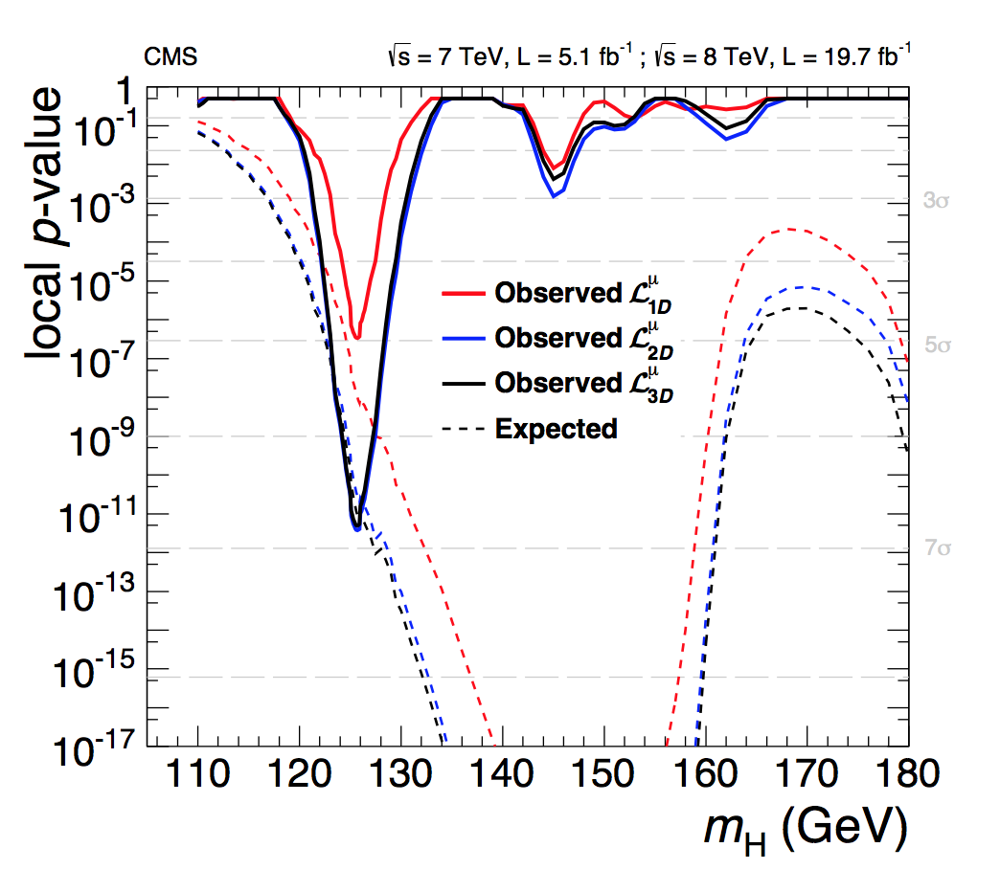 CMS √s = 7 TeV, L = 5.1 fb⁻¹ ; √s = 8 TeV, L = 19.7 fb⁻¹
local p-value
1
10⁻¹
10⁻³
10⁻⁵
10⁻⁷
10⁻⁹
10⁻¹¹
10⁻¹³
10⁻¹⁵
10⁻¹⁷
3σ
5σ
7σ
Observed ℒ^μ_1D
Observed ℒ^μ_2D
Observed ℒ^μ_3D
Expected
110 120 130 140 150 160 170 180
m_H (GeV)